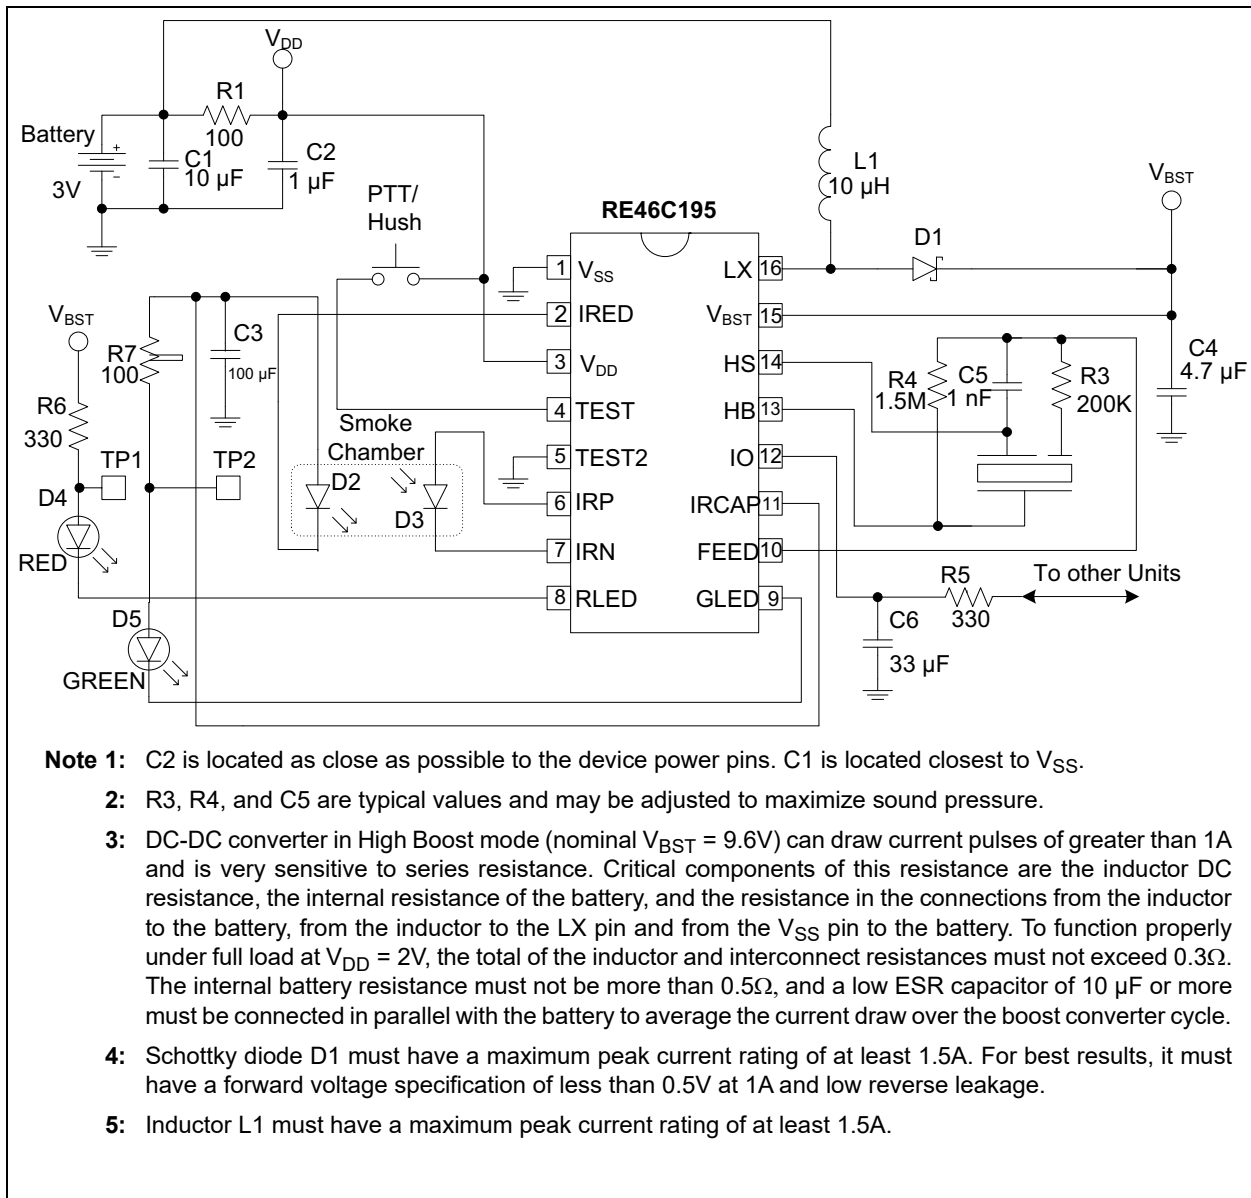 V_DD
R1
100
Battery
+
-
3V
C1
10 µF
C2
1 µF
PTT/
Hush
L1
10 µH
V_BST
D1
RE46C195
1 V_SS
2 IRED
3 V_DD
4 TEST
5 TEST2
6 IRP
7 IRN
8 RLED
LX 16
V_BST 15
HS 14
HB 13
IO 12
IRCAP 11
FEED 10
GLED 9
V_BST
R7
100
C3
100 µF
R6
330
TP1
TP2
D4
RED
D5
GREEN
Smoke
Chamber
D2
D3
R4
1.5M
C5
1 nF
R3
200K
C4
4.7 µF
R5
330
To other Units
C6
33 µF
Note 1: C2 is located as close as possible to the device power pins. C1 is located closest to V_SS.
2: R3, R4, and C5 are typical values and may be adjusted to maximize sound pressure.
3: DC-DC converter in High Boost mode (nominal V_BST = 9.6V) can draw current pulses of greater than 1A
and is very sensitive to series resistance. Critical components of this resistance are the inductor DC
resistance, the internal resistance of the battery, and the resistance in the connections from the inductor
to the battery, from the inductor to the LX pin and from the V_SS pin to the battery. To function properly
under full load at V_DD = 2V, the total of the inductor and interconnect resistances must not exceed 0.3Ω.
The internal battery resistance must not be more than 0.5Ω, and a low ESR capacitor of 10 µF or more
must be connected in parallel with the battery to average the current draw over the boost converter cycle.
4: Schottky diode D1 must have a maximum peak current rating of at least 1.5A. For best results, it must
have a forward voltage specification of less than 0.5V at 1A and low reverse leakage.
5: Inductor L1 must have a maximum peak current rating of at least 1.5A.